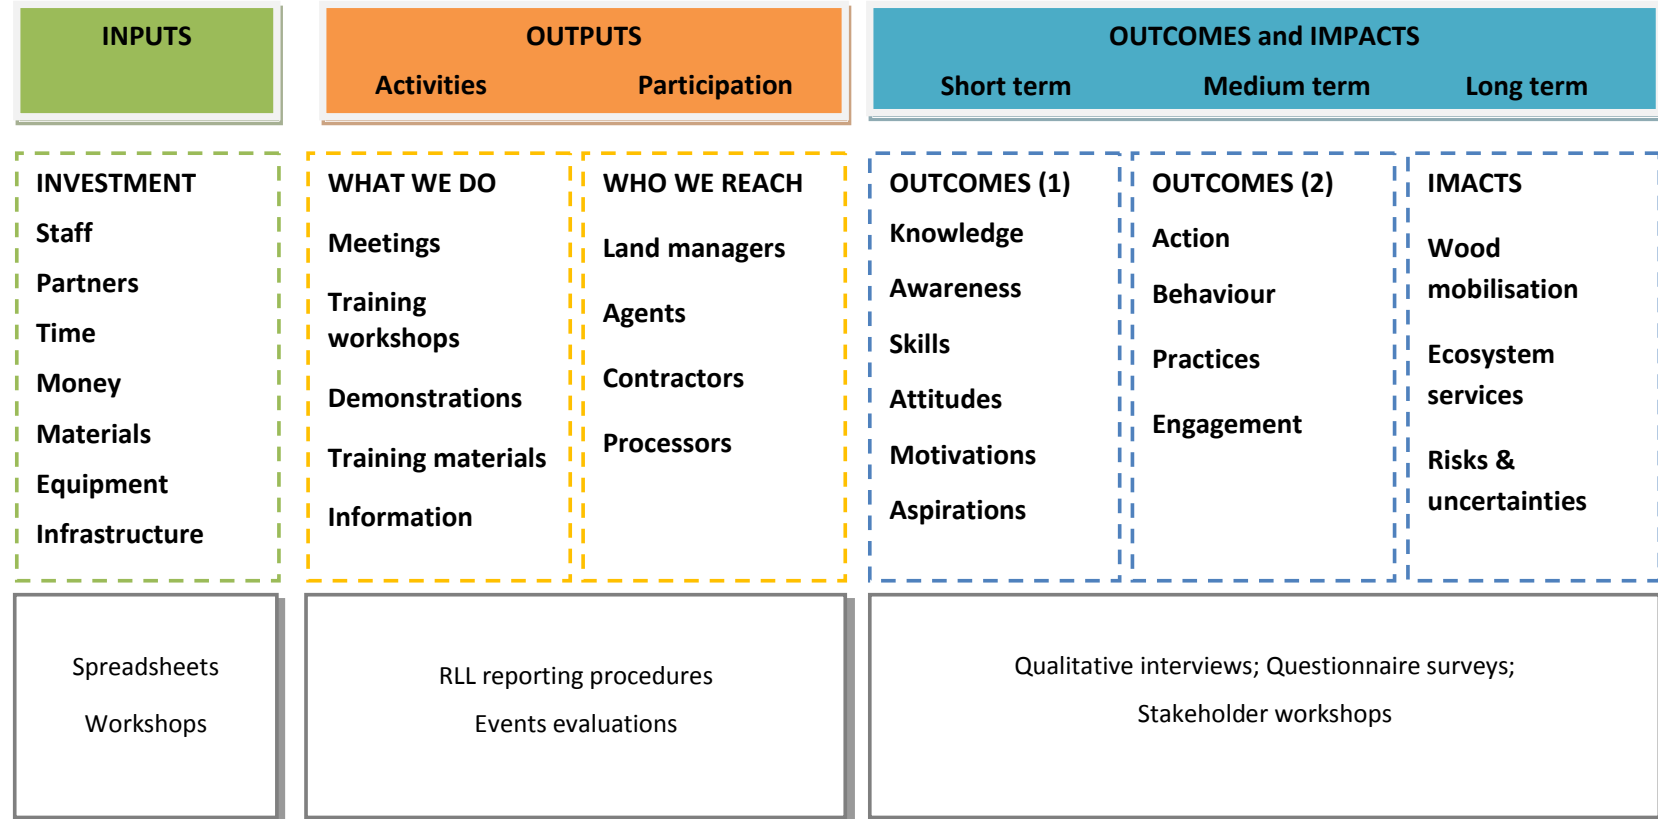 INPUTS
OUTPUTS
Activities Participation
OUTCOMES and IMPACTS
Short term Medium term Long term
INVESTMENT
Staff
Partners
Time
Money
Materials
Equipment
Infrastructure
WHAT WE DO
Meetings
Training
workshops
Demonstrations
Training materials
Information
WHO WE REACH
Land managers
Agents
Contractors
Processors
OUTCOMES (1)
Knowledge
Awareness
Skills
Attitudes
Motivations
Aspirations
OUTCOMES (2)
Action
Behaviour
Practices
Engagement
IMACTS
Wood
mobilisation
Ecosystem
services
Risks &
uncertainties
Spreadsheets
Workshops
RLL reporting procedures
Events evaluations
Qualitative interviews; Questionnaire surveys;
Stakeholder workshops